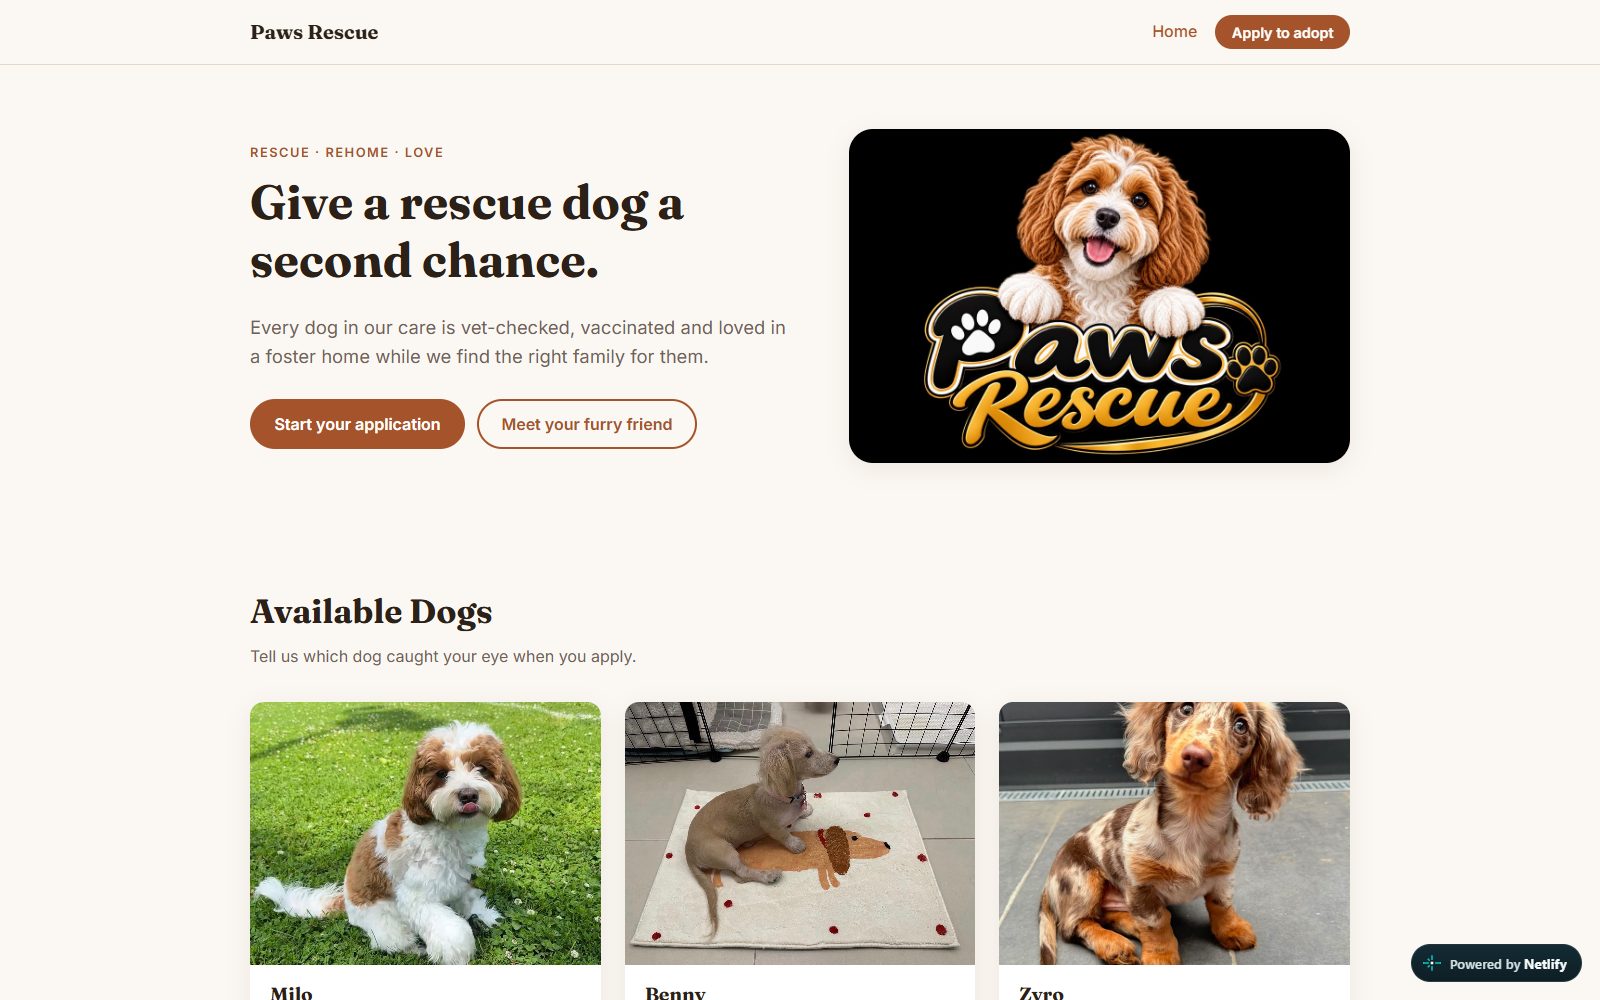 Paws Rescue
Home
Apply to adopt
RESCUE · REHOME · LOVE
Give a rescue dog a
second chance.
Every dog in our care is vet-checked, vaccinated and loved in
a foster home while we find the right family for them.
Start your application
Meet your furry friend
Paws
Rescue
Available Dogs
Tell us which dog caught your eye when you apply.
Milo
Benny
Zyro
Powered by Netlify